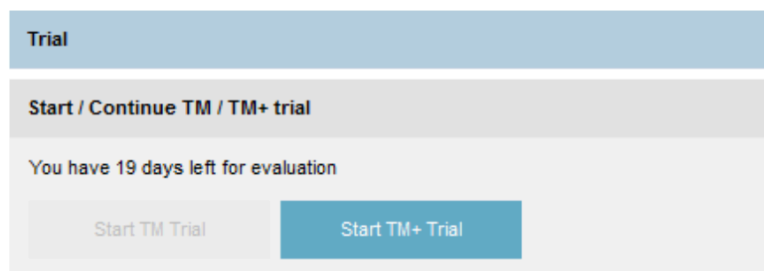 Trial
Start / Continue TM / TM+ trial
You have 19 days left for evaluation
Start TM Trial
Start TM+ Trial